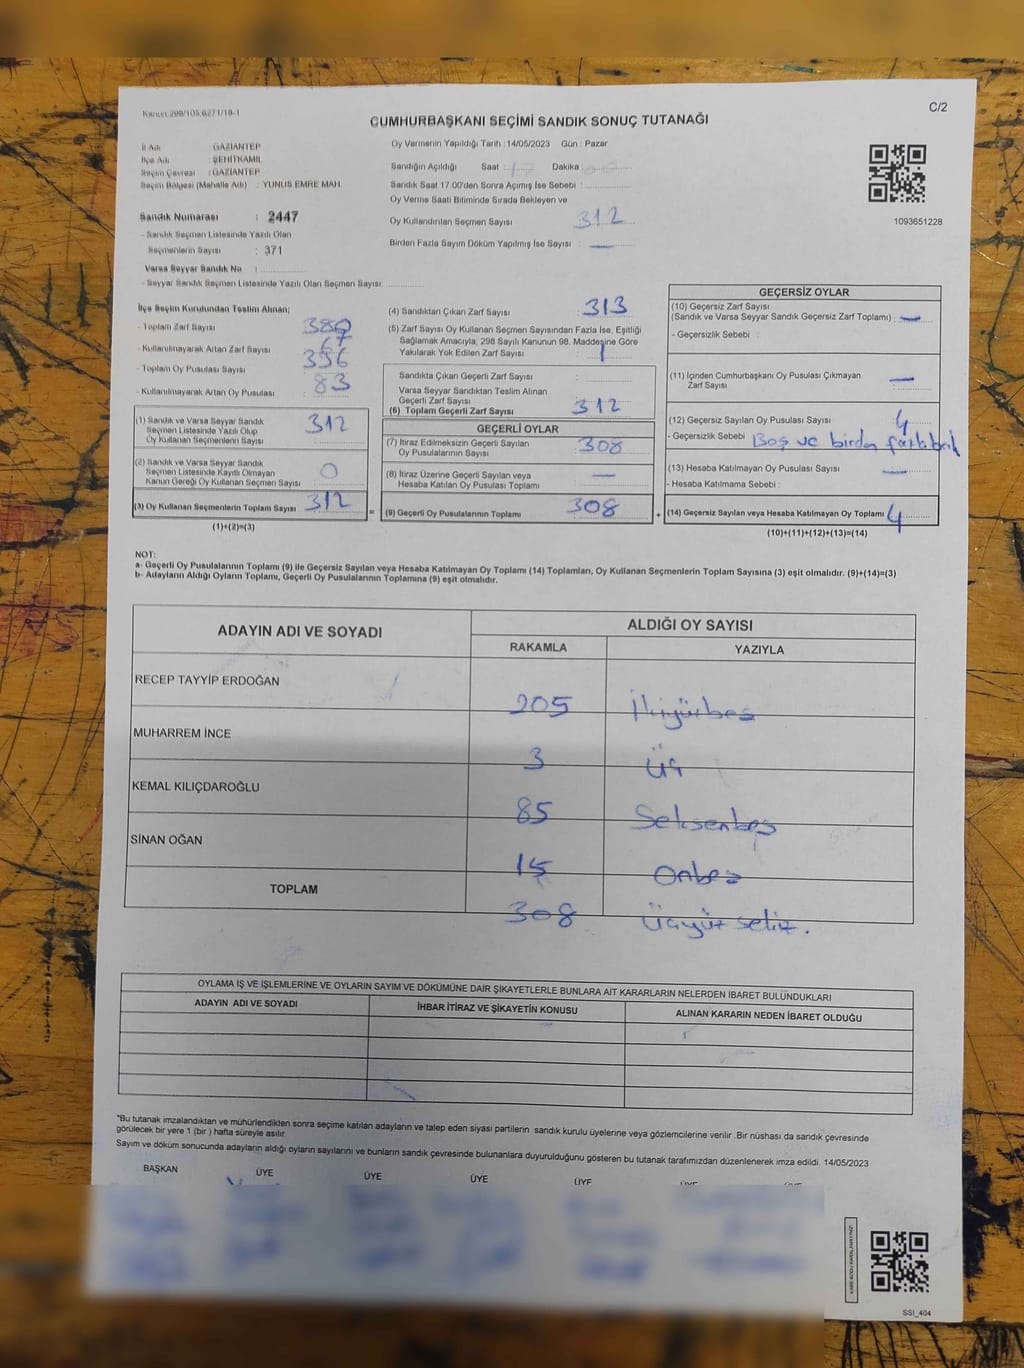 Kanun:298/105;6271/18-1
C/2
CUMHURBAŞKANI SEÇİMİ SANDIK SONUÇ TUTANAĞI
İl Adı : GAZİANTEP
İlçe Adı : ŞEHİTKAMİL
Seçim Çevresi : GAZİANTEP
Seçim Bölgesi (Mahalle Adı) : YUNUS EMRE MAH.
Sandık Numarası : 2447
- Sandık Seçmen Listesinde Yazılı Olan
Seçmenlerin Sayısı : 371
Varsa Seyyar Sandık No :
- Seyyar Sandık Seçmen Listesinde Yazılı Olan Seçmen Sayısı:
Oy Vermenin Yapıldığı Tarih : 14/05/2023 Gün : Pazar
Sandığın Açıldığı Saat Dakika
Sandık Saat 17.00'den Sonra Açımış İse Sebebi :
Oy Verme Saati Bitiminde Sırada Bekleyen ve
Oy Kullandırılan Seçmen Sayısı 312
Birden Fazla Sayım Döküm Yapılmış İse Sayısı : —
1093651228
İlçe Seçim Kurulundan Teslim Alınan;
- Toplam Zarf Sayısı 380
- Kullanılmayarak Artan Zarf Sayısı 67
- Toplam Oy Pusulası Sayısı 396
- Kullanılmayarak Artan Oy Pusulası 83
(1) Sandık ve Varsa Seyyar Sandık
Seçmen Listesinde Yazılı Olup
Oy Kullanan Seçmenlerin Sayısı 312
(2) Sandık ve Varsa Seyyar Sandık
Seçmen Listesinde Kayıtlı Olmayan
Kanun Gereği Oy Kullanan Seçmen Sayısı : 0
(3) Oy Kullanan Seçmenlerin Toplam Sayısı 312 =
(1)+(2)=(3)
(4) Sandıktan Çıkan Zarf Sayısı 313
(5) Zarf Sayısı Oy Kullanan Seçmen Sayısından Fazla İse, Eşitliği
Sağlamak Amacıyla, 298 Sayılı Kanunun 98. Maddesine Göre
Yakılarak Yok Edilen Zarf Sayısı 1
Sandıkta Çıkan Geçerli Zarf Sayısı
Varsa Seyyar Sandıktan Teslim Alınan
Geçerli Zarf Sayısı
(6) Toplam Geçerli Zarf Sayısı 312
GEÇERLİ OYLAR
(7) İtiraz Edilmeksizin Geçerli Sayılan
Oy Pusulalarının Sayısı 308
(8) İtiraz Üzerine Geçerli Sayılan veya
Hesaba Katılan Oy Pusulası Toplamı —
(9) Geçerli Oy Pusulalarının Toplamı 308 +
GEÇERSİZ OYLAR
(10) Geçersiz Zarf Sayısı
(Sandık ve Varsa Seyyar Sandık Geçersiz Zarf Toplamı) : —
- Geçersizlik Sebebi :
(11) İçinden Cumhurbaşkanı Oy Pusulası Çıkmayan
Zarf Sayısı —
(12) Geçersiz Sayılan Oy Pusulası Sayısı 4
- Geçersizlik Sebebi Boş ve birden
(13) Hesaba Katılmayan Oy Pusulası Sayısı —
- Hesaba Katılmama Sebebi :
(14) Geçersiz Sayılan veya Hesaba Katılmayan Oy Toplamı 4
(10)+(11)+(12)+(13)=(14)
NOT:
a- Geçerli Oy Pusulalarının Toplamı (9) ile Geçersiz Sayılan veya Hesaba Katılmayan Oy Toplamı (14) Toplamları, Oy Kullanan Seçmenlerin Toplam Sayısına (3) eşit olmalıdır. (9)+(14)=(3)
b- Adayların Aldığı Oyların Toplamı, Geçerli Oy Pusulalarının Toplamına (9) eşit olmalıdır.
ADAYIN ADI VE SOYADI ALDIĞI OY SAYISI
RAKAMLA YAZIYLA
RECEP TAYYİP ERDOĞAN 205 İkiyüzbeş
MUHARREM İNCE 3 Üç
KEMAL KILIÇDAROĞLU 85 Seksenbeş
SİNAN OĞAN 15 Onbeş
TOPLAM 308 Üçyüz sekiz.
OYLAMA İŞ VE İŞLEMLERİNE VE OYLARIN SAYIM VE DÖKÜMÜNE DAİR ŞİKAYETLERLE BUNLARA AİT KARARLARIN NELERDEN İBARET BULUNDUKLARI
ADAYIN ADI VE SOYADI İHBAR İTİRAZ VE ŞİKAYETİN KONUSU ALINAN KARARIN NEDEN İBARET OLDUĞU
"Bu tutanak imzalandıktan ve mühürlendikten sonra seçime katılan adayların ve talep eden siyasi partilerin sandık kurulu üyelerine veya gözlemcilerine verilir .Bir nüshası da sandık çevresinde
görülecek bir yere 1 (bir ) hafta süreyle asılır.
Sayım ve döküm sonucunda adayların aldığı oyların sayılarını ve bunların sandık çevresinde bulunanlara duyurulduğunu gösteren bu tutanak tarafımızdan düzenlenerek imza edildi. 14/05/2023
BAŞKAN ÜYE ÜYE ÜYE ÜYE
SSİ_404